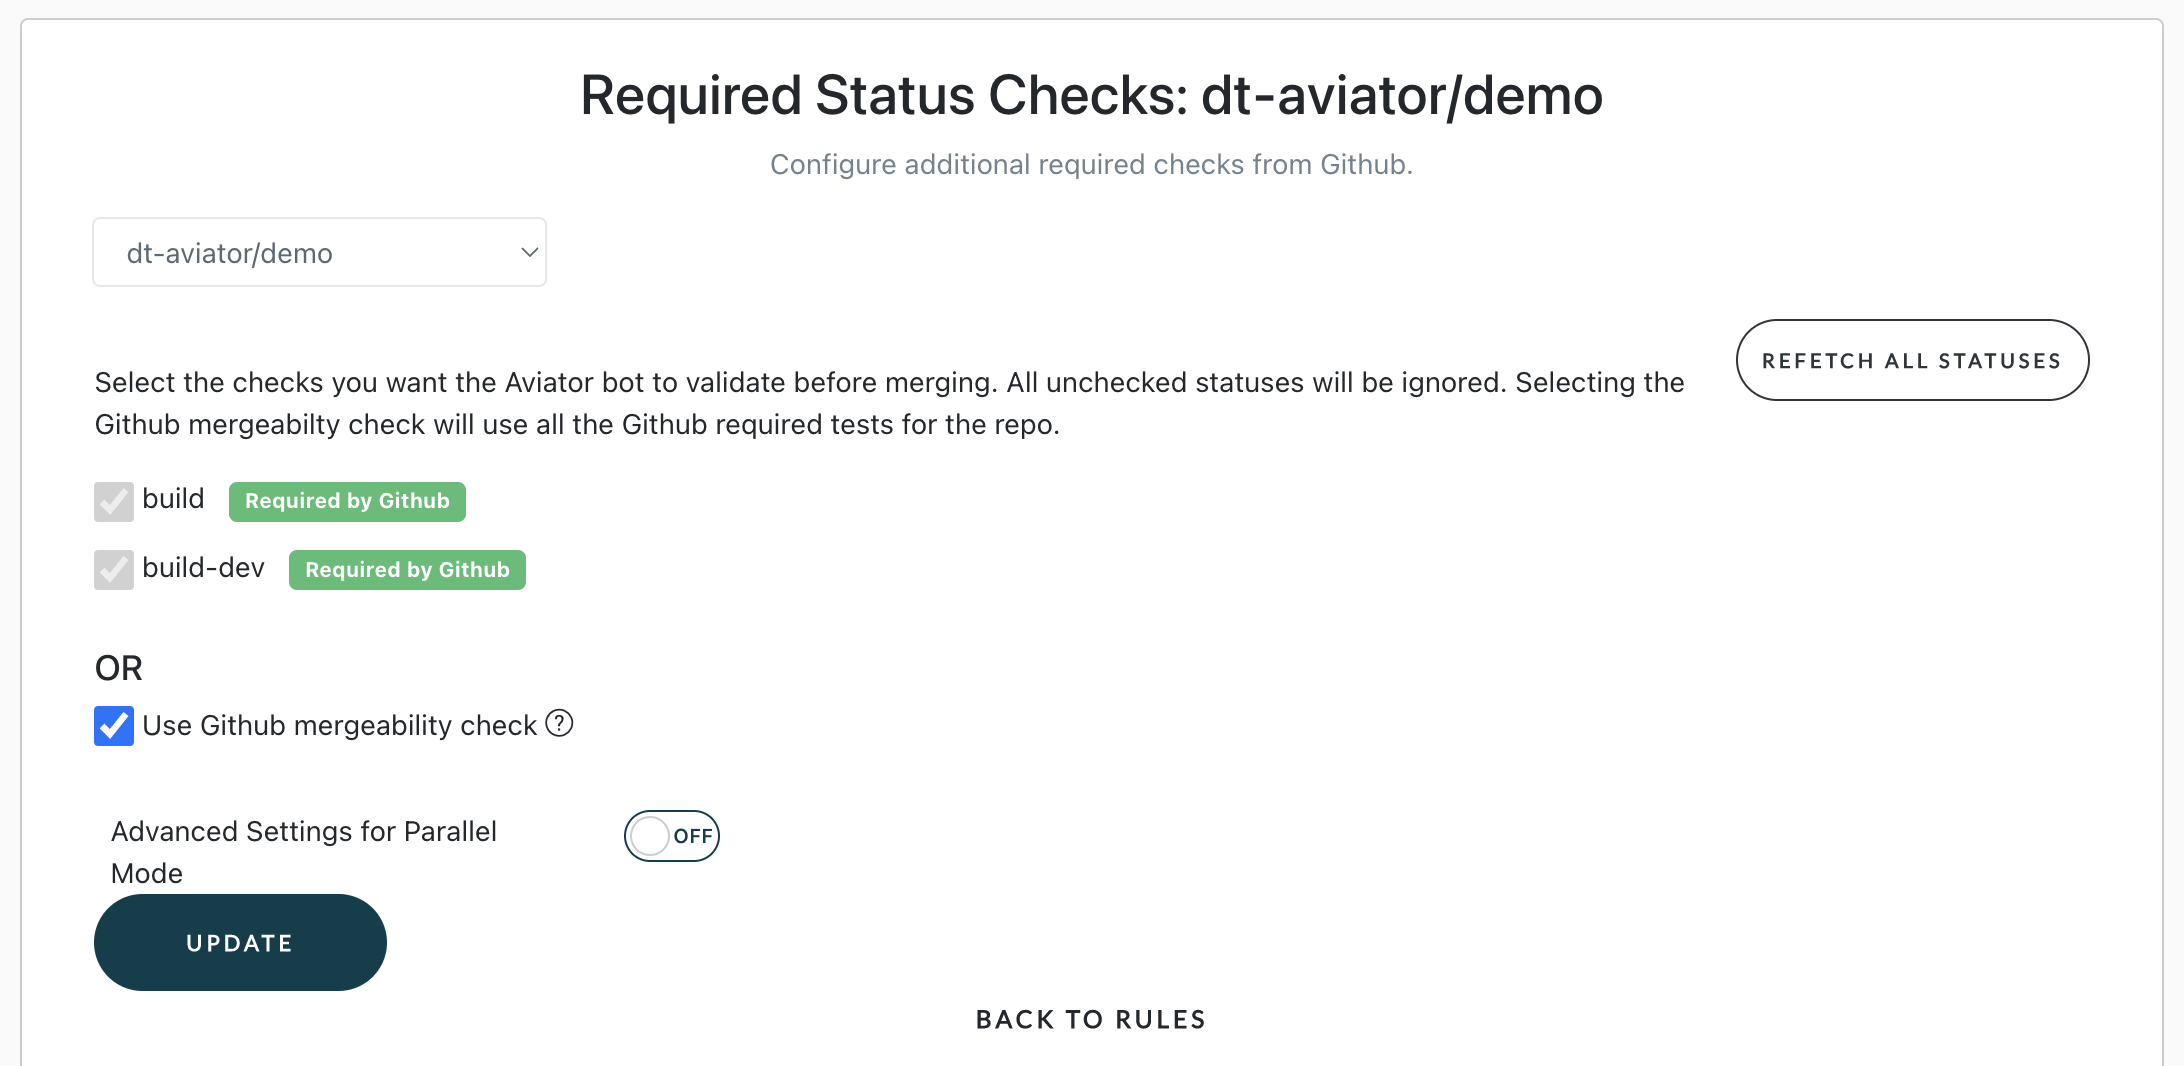 Required Status Checks: dt-aviator/demo
Configure additional required checks from Github.
dt-aviator/demo
REFETCH ALL STATUSES
Select the checks you want the Aviator bot to validate before merging. All unchecked statuses will be ignored. Selecting the
Github mergeabilty check will use all the Github required tests for the repo.
build Required by Github
build-dev Required by Github
OR
Use Github mergeability check ?
Advanced Settings for Parallel
Mode
OFF
UPDATE
BACK TO RULES